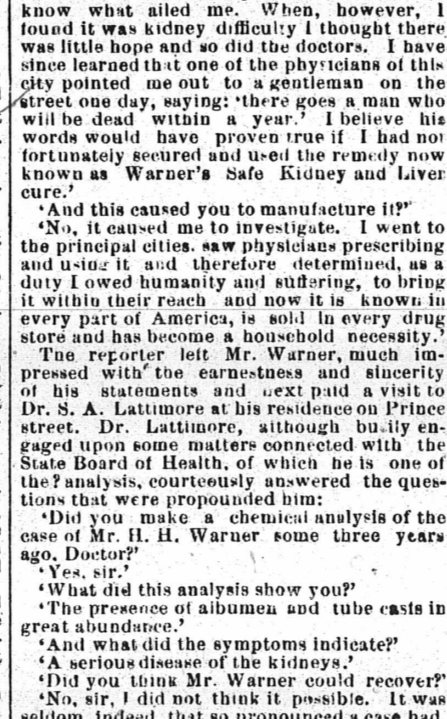 know what ailed me. When, however, I
found it was kidney difficulty I thought there
was little hope and so did the doctors. I have
since learned that one of the physicians of this
city pointed me out to a gentleman on the
street one day, saying: 'there goes a man who
will be dead within a year.' I believe his
words would have proven true if I had not
fortunately secured and used the remedy now
known as Warner's Safe Kidney and Liver
cure.'
'And this caused you to manufacture it?'
'No, it caused me to investigate. I went to
the principal cities. saw physicians prescribing
and using it and therefore determined, as a
duty I owed humanity and suffering, to bring
it within their reach and now it is known in
every part of America, is sold in every drug
store and has become a household necessity.'
The reporter left Mr. Warner, much im-
pressed with the earnestness and sincerity
of his statements and next paid a visit to
Dr. S. A. Lattimore at his residence on Prince
street. Dr. Lattimore, although busily en-
gaged upon some matters connected with the
State Board of Health, of which he is one of
the ? analysis, courteously answered the ques-
tions that were propounded him:
'Did you make a chemical analysis of the
case of Mr. H. H. Warner some three years
ago, Doctor?'
'Yes, sir.'
'What did this analysis show you?'
'The presence of albumen and tube casts in
great abundance.'
'And what did the symptoms indicate?'
'A serious disease of the kidneys.'
'Did you think Mr. Warner could recover?'
'No, sir, I did not think it possible. It was
seldom indeed that so pronounced a case had